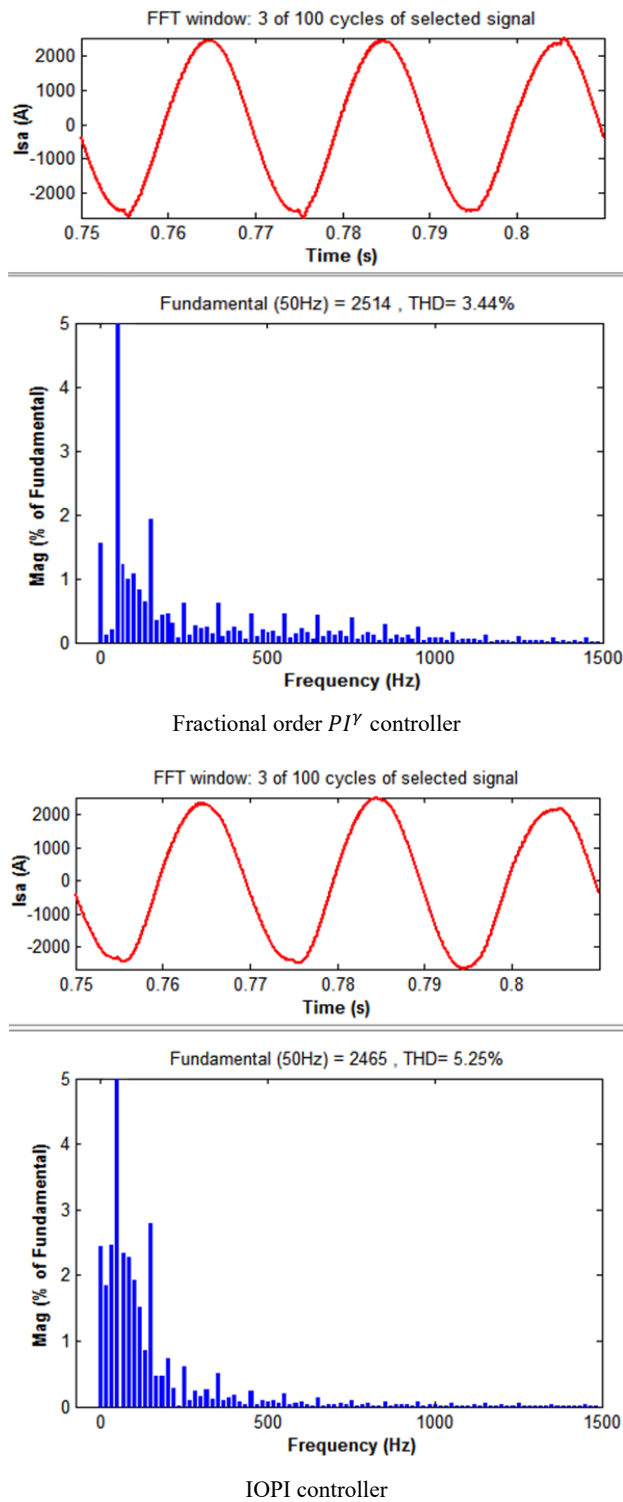 FFT window: 3 of 100 cycles of selected signal
2000
1000
0
-1000
-2000
Isa (A)
0.75 0.76 0.77 0.78 0.79 0.8
Time (s)
Fundamental (50Hz) = 2514 , THD= 3.44%
5
4
3
2
1
0
Mag (% of Fundamental)
0 500 1000 1500
Frequency (Hz)
Fractional order PI^γ controller
FFT window: 3 of 100 cycles of selected signal
2000
1000
0
-1000
-2000
Isa (A)
0.75 0.76 0.77 0.78 0.79 0.8
Time (s)
Fundamental (50Hz) = 2465 , THD= 5.25%
5
4
3
2
1
0
Mag (% of Fundamental)
0 500 1000 1500
Frequency (Hz)
IOPI controller